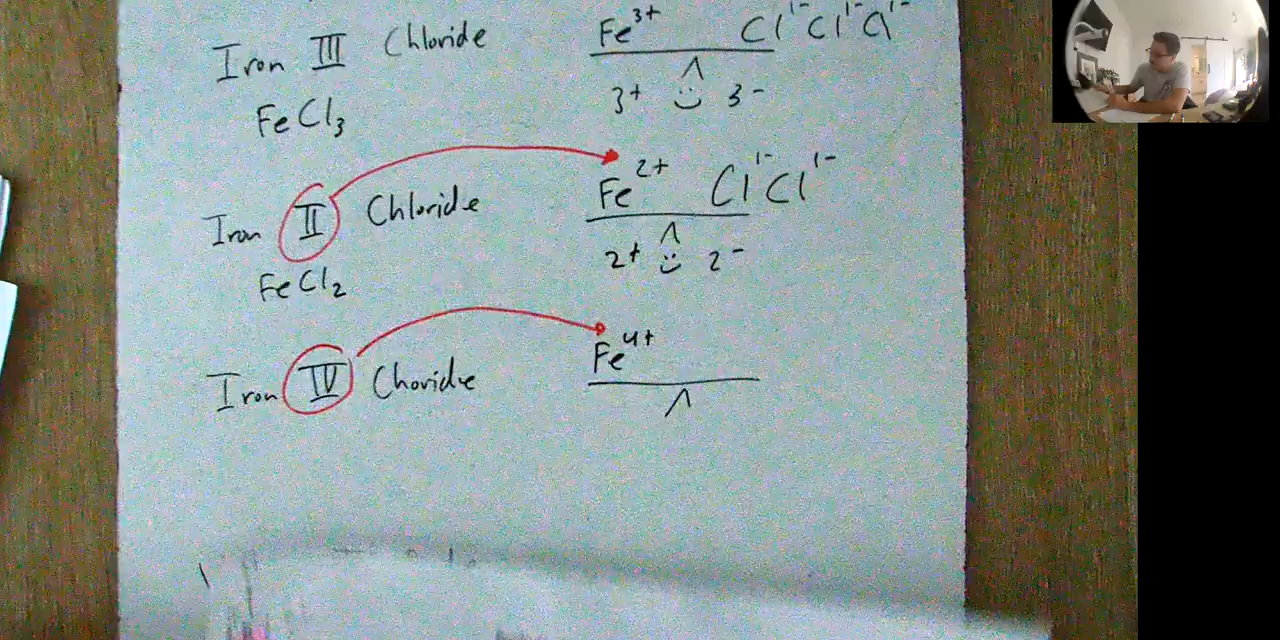 Iron III Chloride Fe³⁺ Cl¹⁻ Cl¹⁻ Cl¹⁻
3+ 3-
FeCl₃
Iron II Chloride Fe²⁺ Cl¹⁻ Cl¹⁻
2+ 2-
FeCl₂
Iron IV Choride Fe⁴⁺